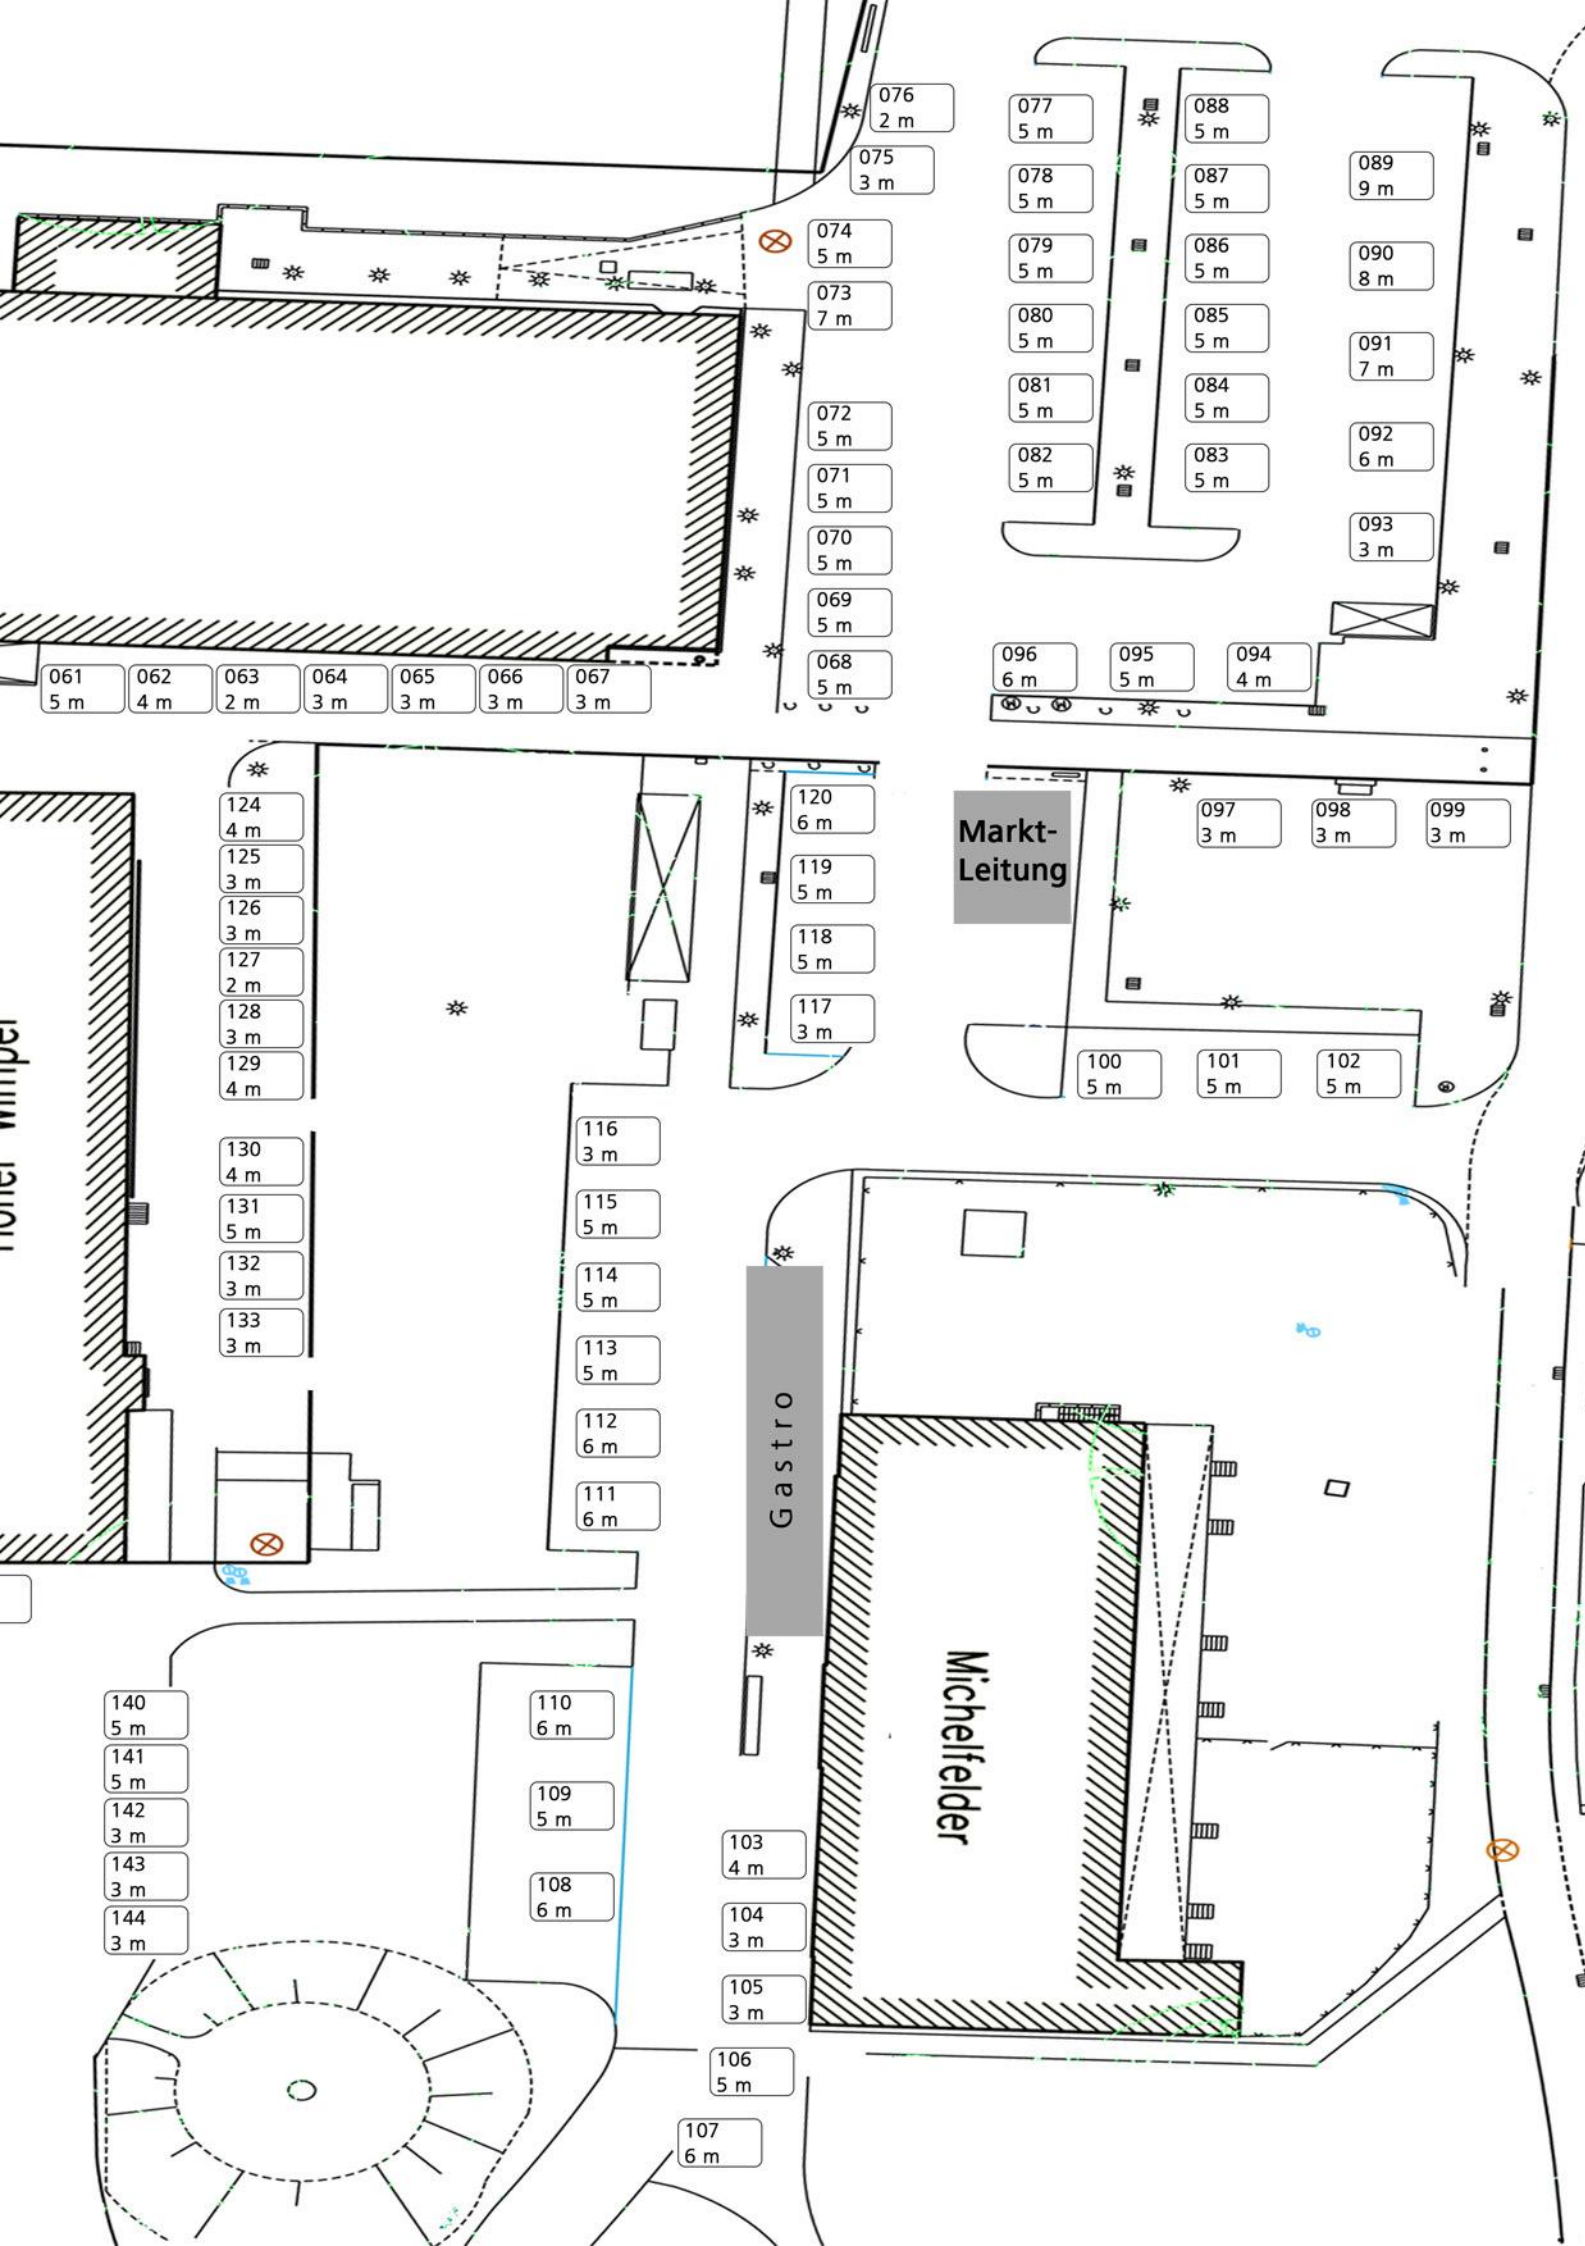 076
2 m
075
3 m
074
5 m
073
7 m
072
5 m
071
5 m
070
5 m
069
5 m
068
5 m
077
5 m
078
5 m
079
5 m
080
5 m
081
5 m
082
5 m
088
5 m
087
5 m
086
5 m
085
5 m
084
5 m
083
5 m
089
9 m
090
8 m
091
7 m
092
6 m
093
3 m
061
5 m
062
4 m
063
2 m
064
3 m
065
3 m
066
3 m
067
3 m
096
6 m
095
5 m
094
4 m
124
4 m
125
3 m
126
3 m
127
2 m
128
3 m
129
4 m
130
4 m
131
5 m
132
3 m
133
3 m
120
6 m
119
5 m
118
5 m
117
3 m
Markt-
Leitung
097
3 m
098
3 m
099
3 m
100
5 m
101
5 m
102
5 m
116
3 m
115
5 m
114
5 m
113
5 m
112
6 m
111
6 m
Gastro
Michelfelder
140
5 m
141
5 m
142
3 m
143
3 m
144
3 m
110
6 m
109
5 m
108
6 m
103
4 m
104
3 m
105
3 m
106
5 m
107
6 m